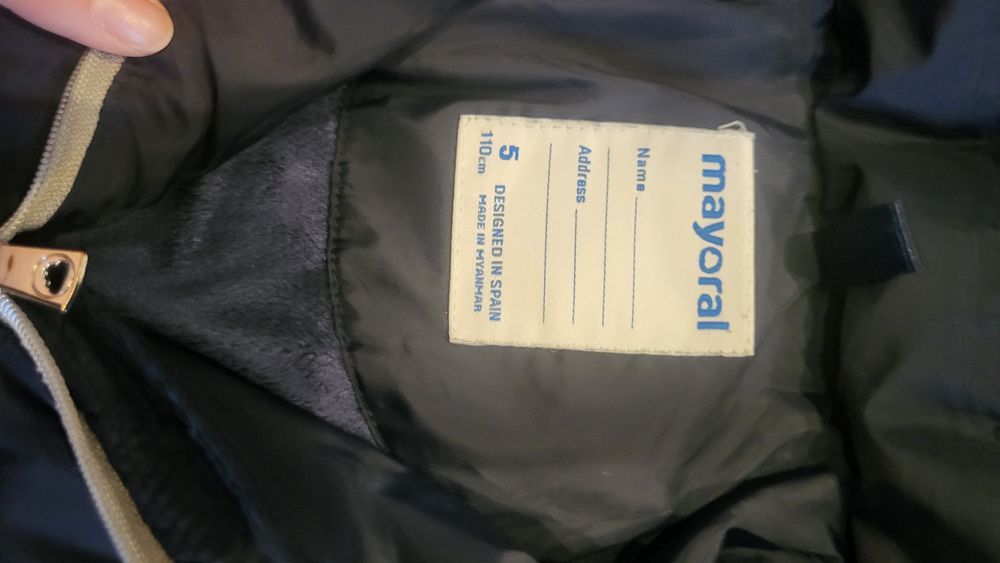 mayoral
Name
Address
5 DESIGNED IN SPAIN
110cm MADE IN MYANMAR